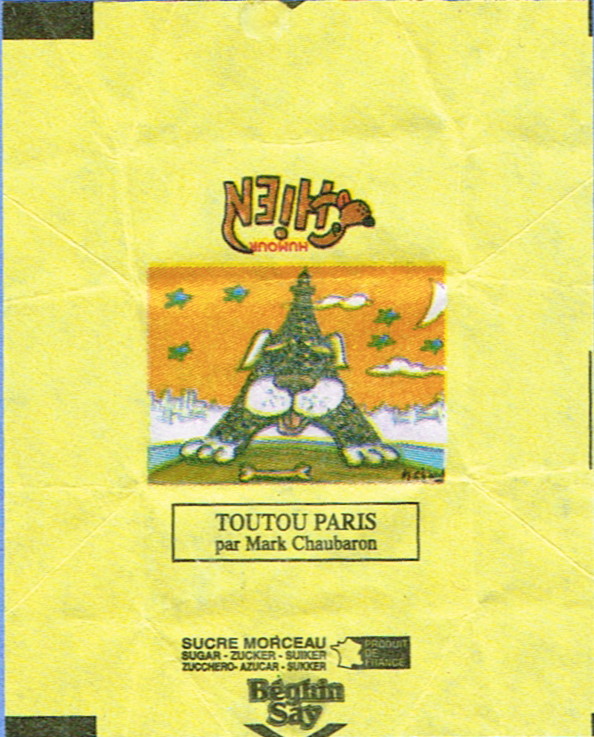 HUMOUR
CHIEN
TOUTOU PARIS
par Mark Chaubaron
SUCRE MORCEAU
SUGAR - ZUCKER - SUIKER
ZUCCHERO - AZUCAR - SUKKER
PRODUIT
DE
FRANCE
Béghin
Say